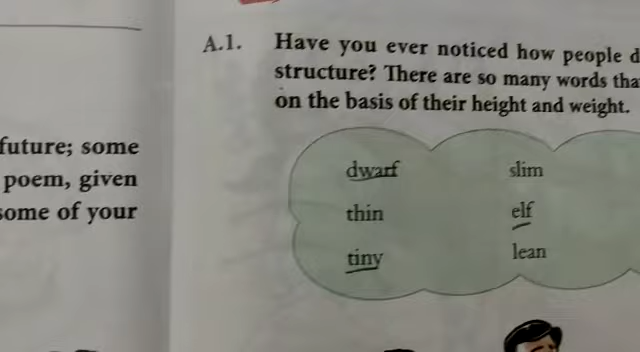 future; some
poem, given
some of your
A.1. Have you ever noticed how people
structure? There are so many words
on the basis of their height and weight.
dwarf slim
thin elf
tiny lean